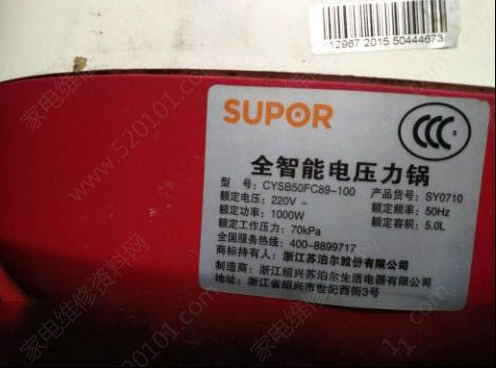 12967 2015 50444673
SUPOR
CCC
全智能电压力锅
型 号: CYSB50FC89-100 产品货号: SY0710
额定电压: 220V ~ 额定频率: 50Hz
额定功率: 1000W 额定容积: 5.0L
额定工作压力: 70kPa
全国服务热线: 400-8899717
商标持有人: 浙江苏泊尔股份有限公司
制造商: 浙江绍兴苏泊尔生活电器有限公司
地址: 浙江省绍兴市世纪西街3号
家电维修资料网
www.520101.com